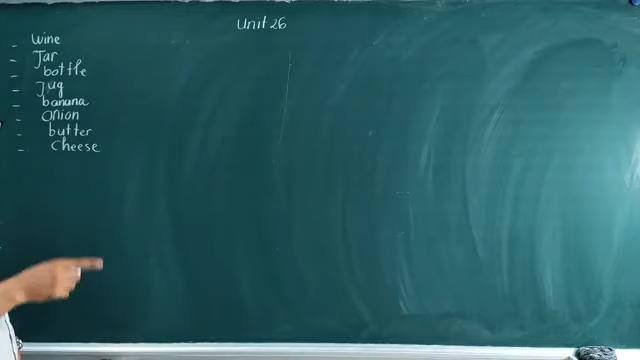 Unit 26
- wine
- Jar
- bottle
- Jug
- banana
- onion
- butter
- Cheese